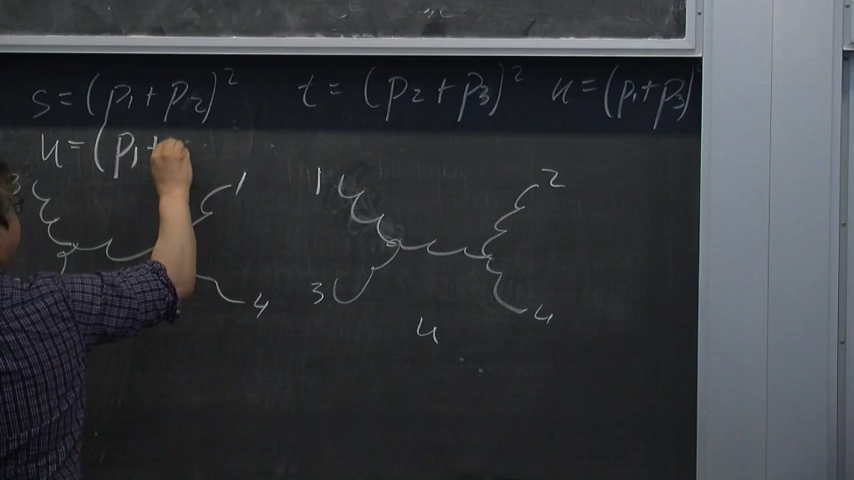 s=(p₁+p₂)² t=(p₂+p₃)² u=(p₁+p₃)²
u=(p₁+
3 1 1 2
4 3 4
u